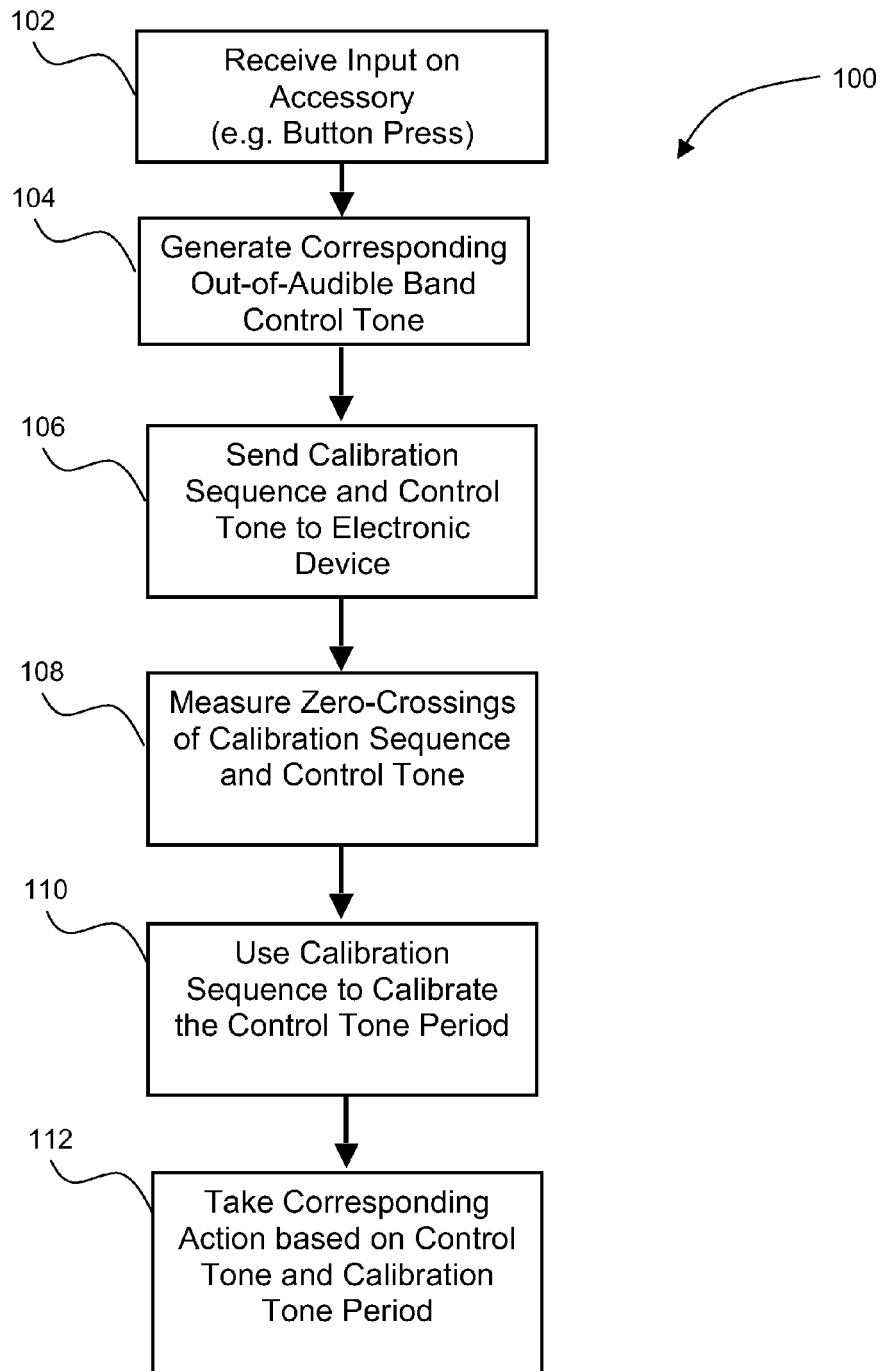 102
Receive Input on
Accessory
(e.g. Button Press)
100
104
Generate Corresponding
Out-of-Audible Band
Control Tone
106
Send Calibration
Sequence and Control
Tone to Electronic
Device
108
Measure Zero-Crossings
of Calibration Sequence
and Control Tone
110
Use Calibration
Sequence to Calibrate
the Control Tone Period
112
Take Corresponding
Action based on Control
Tone and Calibration
Tone Period